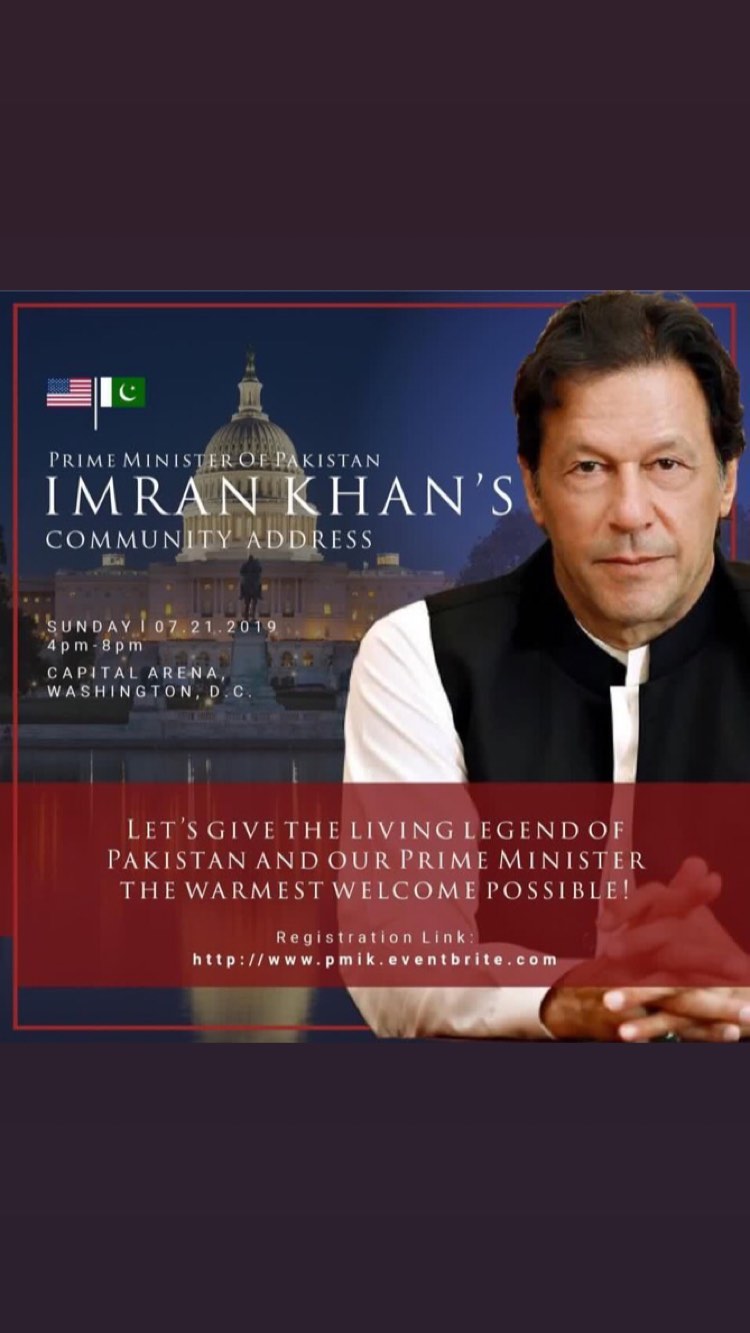 PRIME MINISTER OF PAKISTAN
IMRAN KHAN'S
COMMUNITY ADDRESS
SUNDAY | 07.21.2019
4pm-8pm
CAPITAL ARENA,
WASHINGTON, D.C.
LET'S GIVE THE LIVING LEGEND OF
PAKISTAN AND OUR PRIME MINISTER
THE WARMEST WELCOME POSSIBLE!
Registration Link:
http://www.pmik.eventbrite.com